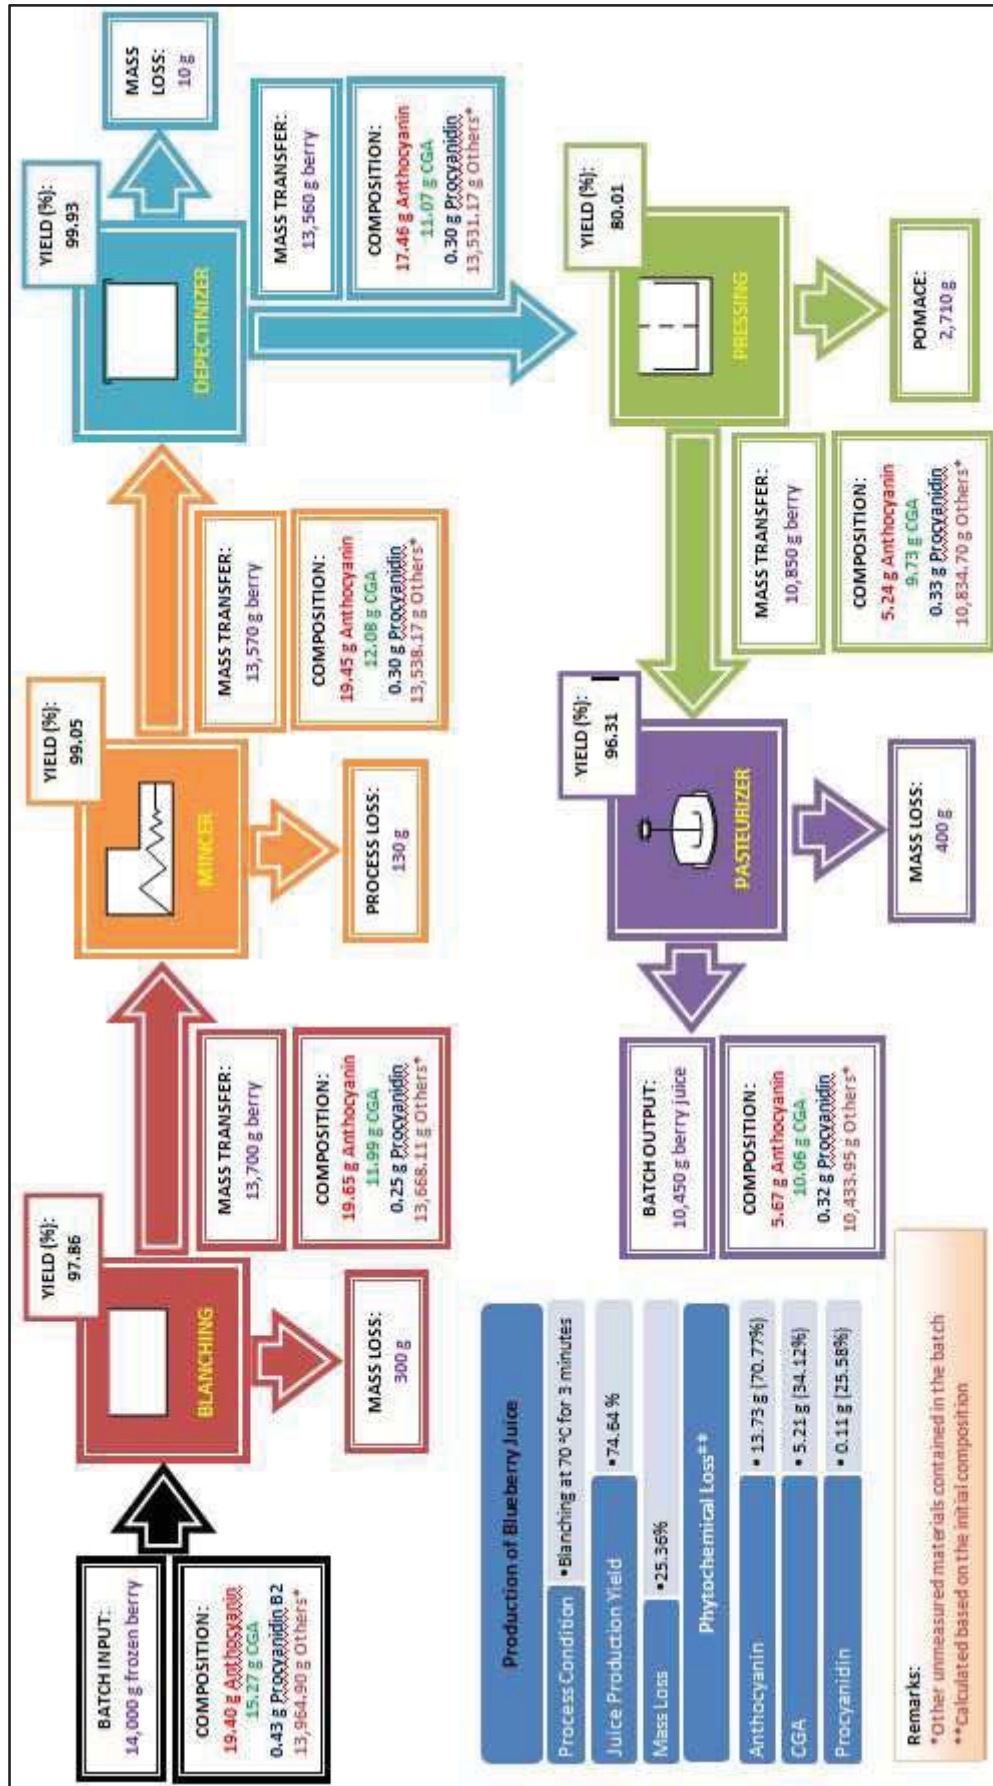 BATCH INPUT:
14,000 g frozen berry
COMPOSITION:
19.40 g Anthocyanin
15.27 g CGA
0.43 g Procyanidin B2
13,964.90 g Others*
YIELD (%):
97.86
BLANCHING
MASS LOSS:
300 g
MASS TRANSFER:
13,700 g berry
COMPOSITION:
19.65 g Anthocyanin
11.99 g CGA
0.25 g Procyanidin
13,668.11 g Others*
YIELD (%):
99.05
MINCER
PROCESS LOSS:
130 g
MASS TRANSFER:
13,570 g berry
COMPOSITION:
19.45 g Anthocyanin
12.08 g CGA
0.30 g Procyanidin
13,538.17 g Others*
YIELD (%):
99.93
DEPECTINIZER
MASS
LOSS:
10 g
MASS TRANSFER:
13,560 g berry
COMPOSITION:
17.46 g Anthocyanin
11.07 g CGA
0.30 g Procyanidin
13,531.17 g Others*
YIELD (%):
80.01
PRESSING
POMACE:
2,710 g
MASS TRANSFER:
10,850 g berry
COMPOSITION:
5.24 g Anthocyanin
9.73 g CGA
0.33 g Procyanidin
10,834.70 g Others*
YIELD (%):
96.31
PASTEURIZER
MASS LOSS:
400 g
BATCH OUTPUT:
10,450 g berry juice
COMPOSITION:
5.67 g Anthocyanin
10.06 g CGA
0.32 g Procyanidin
10,433.95 g Others*
Production of Blueberry Juice
Process Condition •Blanching at 70 °C for 3 minutes
Juice Production Yield •74.64 %
Mass Loss •25.36%
Phytochemical Loss**
Anthocyanin • 13.73 g (70.77%)
CGA • 5.21 g (34.12%)
Procyanidin • 0.11 g (25.58%)
Remarks:
*Other unmeasured materials contained in the batch
**Calculated based on the initial composition